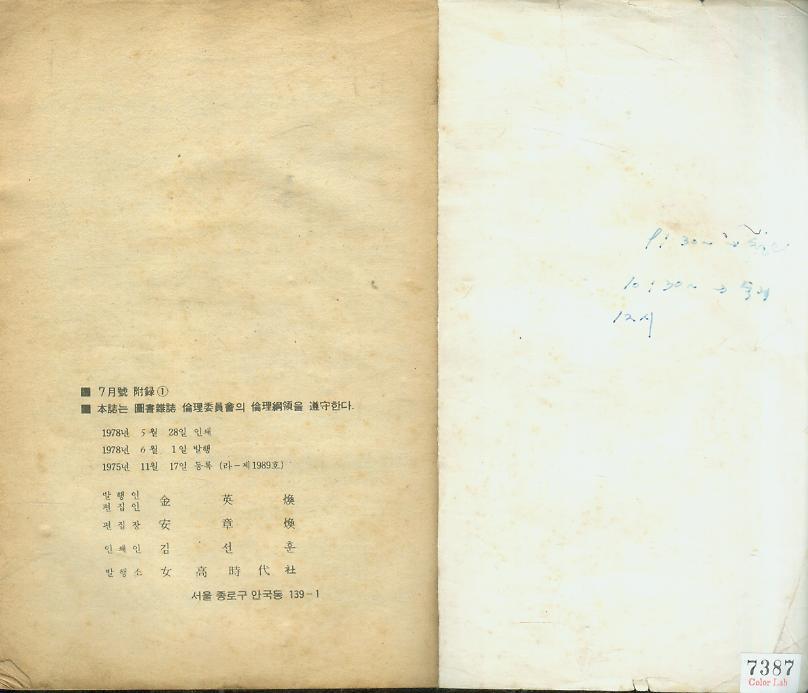 ■ 7月號 附録①
■ 本誌는 圖書雜誌 倫理委員會의 倫理綱領을 遵守한다.
1978년 5월 28일 인쇄
1978년 6월 1일 발행
1975년 11월 17일 등록 (라-제1989호)
발행인
편집인 金英煥
편집장 安章煥
인쇄인 김선훈
발행소 女高時代社
서울 종로구 안국동 139-1
9:30~
10:30~
12시
7387
Color Lab